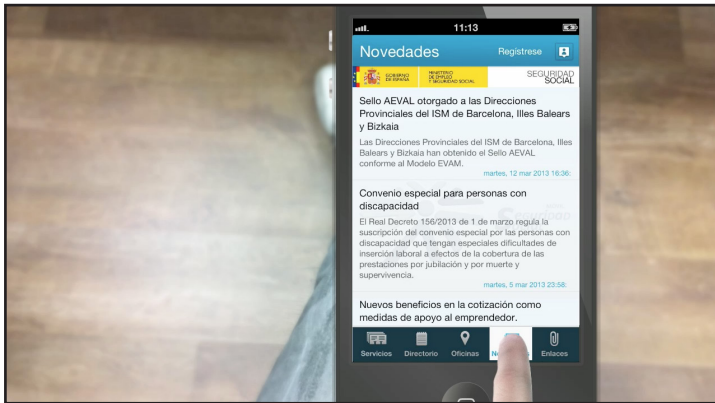 11:13
Novedades
Regístrese
GOBIERNO
DE ESPAÑA
MINISTERIO
DE EMPLEO
Y SEGURIDAD SOCIAL
SEGURIDAD
SOCIAL
Sello AEVAL otorgado a las Direcciones
Provinciales del ISM de Barcelona, Illes Balears
y Bizkaia
Las Direcciones Provinciales del ISM de Barcelona, Illes
Balears y Bizkaia han obtenido el Sello AEVAL
conforme al Modelo EVAM.
martes, 12 mar 2013 16:36:
Convenio especial para personas con
discapacidad
El Real Decreto 156/2013 de 1 de marzo regula la
suscripción del convenio especial por las personas con
discapacidad que tengan especiales dificultades de
inserción laboral a efectos de la cobertura de las
prestaciones por jubilación y por muerte y
supervivencia.
martes, 5 mar 2013 23:58:
Nuevos beneficios en la cotización como
medidas de apoyo al emprendedor.
Servicios
Directorio
Oficinas
Enlaces